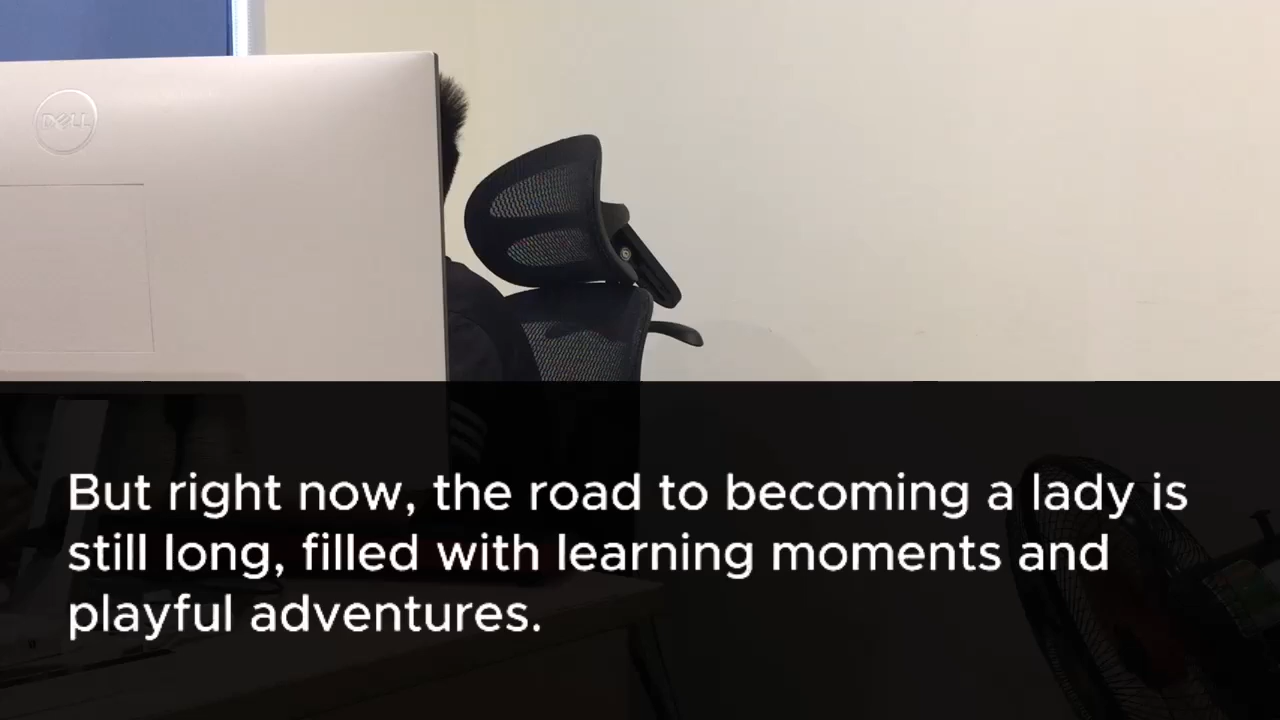 DELL
But right now, the road to becoming a lady is
still long, filled with learning moments and
playful adventures.